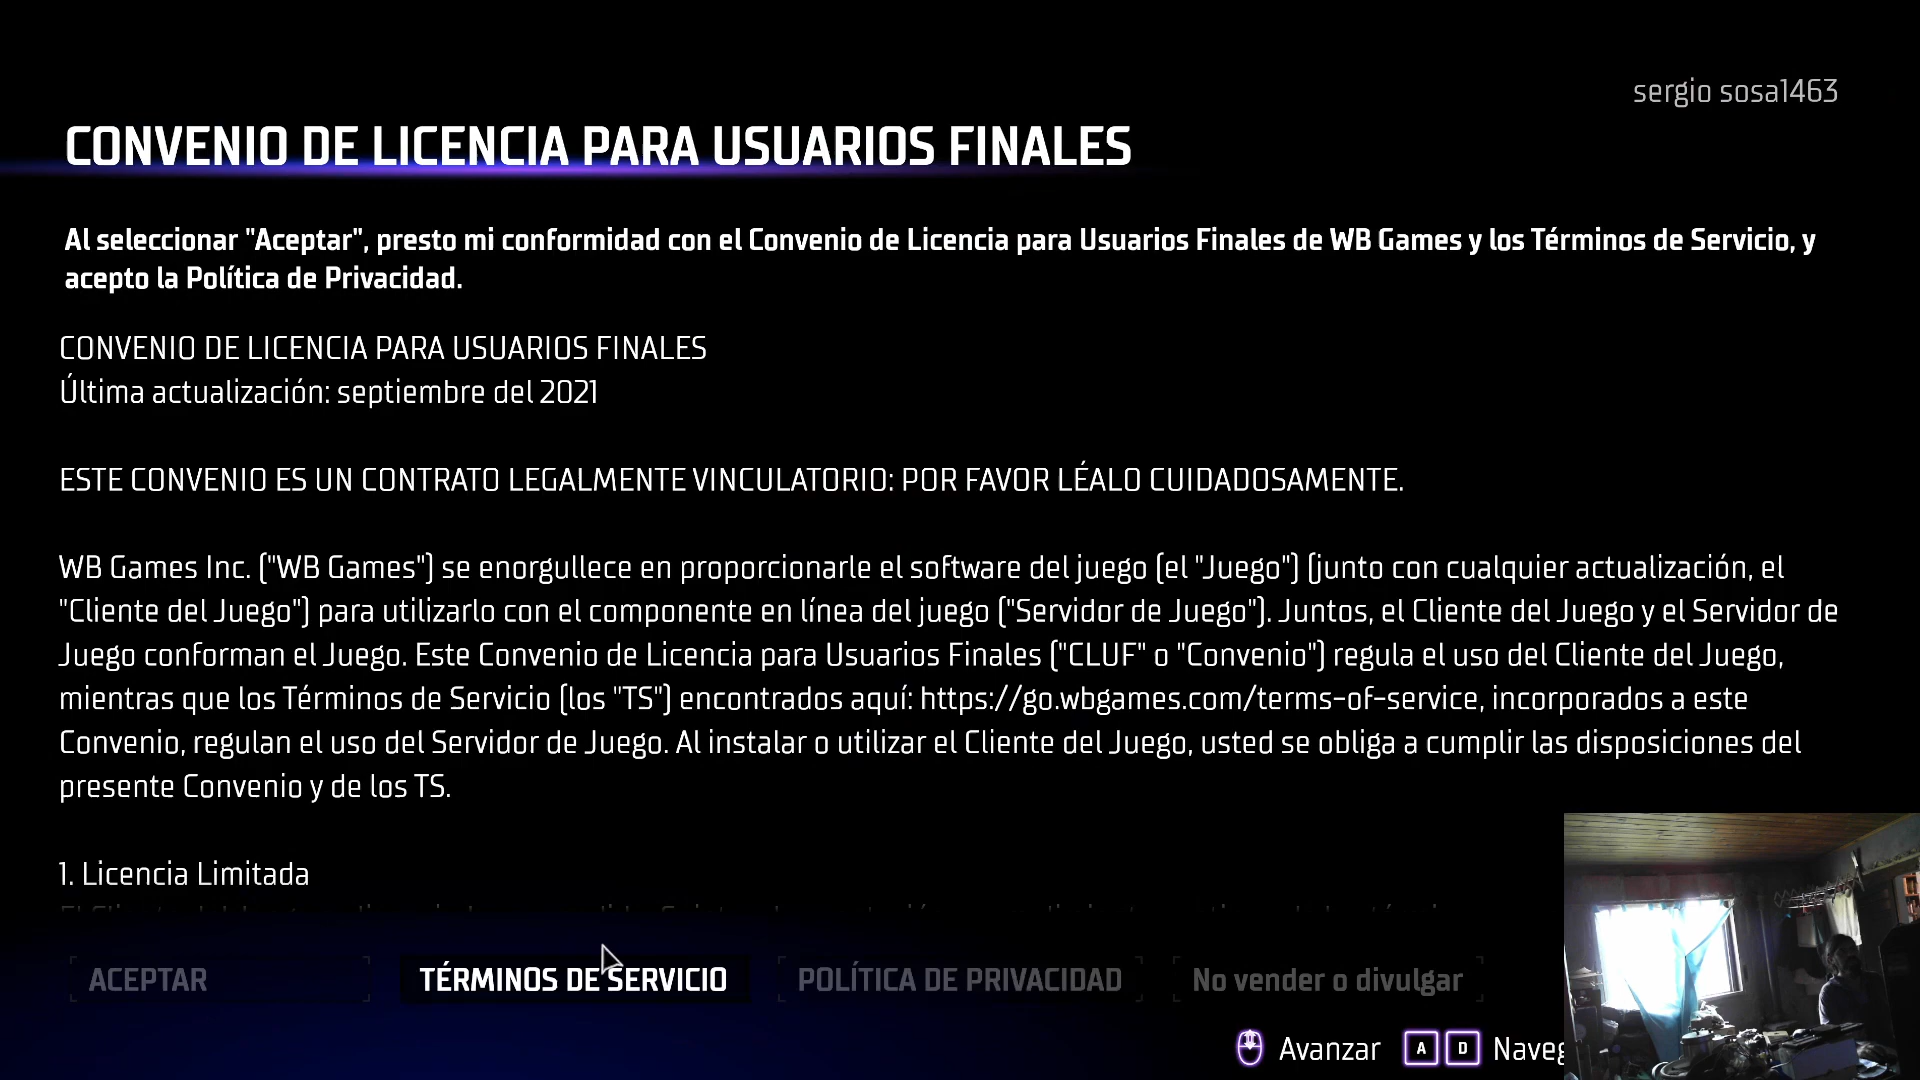 sergio sosa1463
CONVENIO DE LICENCIA PARA USUARIOS FINALES
Al seleccionar "Aceptar", presto mi conformidad con el Convenio de Licencia para Usuarios Finales de WB Games y los Términos de Servicio, y
acepto la Política de Privacidad.
CONVENIO DE LICENCIA PARA USUARIOS FINALES
Última actualización: septiembre del 2021
ESTE CONVENIO ES UN CONTRATO LEGALMENTE VINCULATORIO: POR FAVOR LÉALO CUIDADOSAMENTE.
WB Games Inc. ("WB Games") se enorgullece en proporcionarle el software del juego (el "Juego") (junto con cualquier actualización, el
"Cliente del Juego") para utilizarlo con el componente en línea del juego ("Servidor de Juego"). Juntos, el Cliente del Juego y el Servidor de
Juego conforman el Juego. Este Convenio de Licencia para Usuarios Finales ("CLUF" o "Convenio") regula el uso del Cliente del Juego,
mientras que los Términos de Servicio (los "TS") encontrados aquí: https://go.wbgames.com/terms-of-service, incorporados a este
Convenio, regulan el uso del Servidor de Juego. Al instalar o utilizar el Cliente del Juego, usted se obliga a cumplir las disposiciones del
presente Convenio y de los TS.
1. Licencia Limitada
ACEPTAR TÉRMINOS DE SERVICIO POLÍTICA DE PRIVACIDAD No vender o divulgar
Avanzar A D Naveg